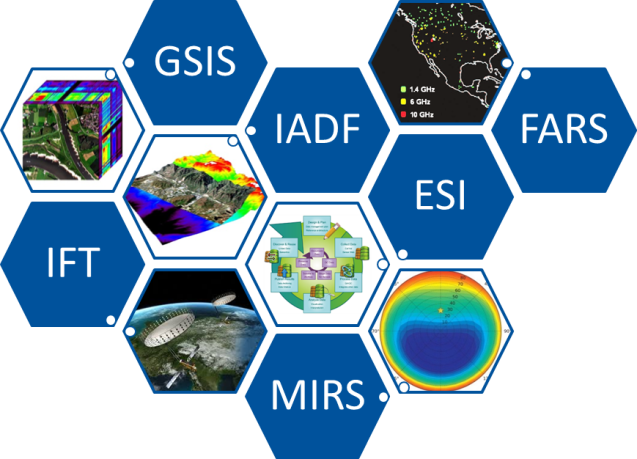 GSIS
IADF
1.4 GHz
6 GHz
10 GHz
FARS
ESI
IFT
MIRS